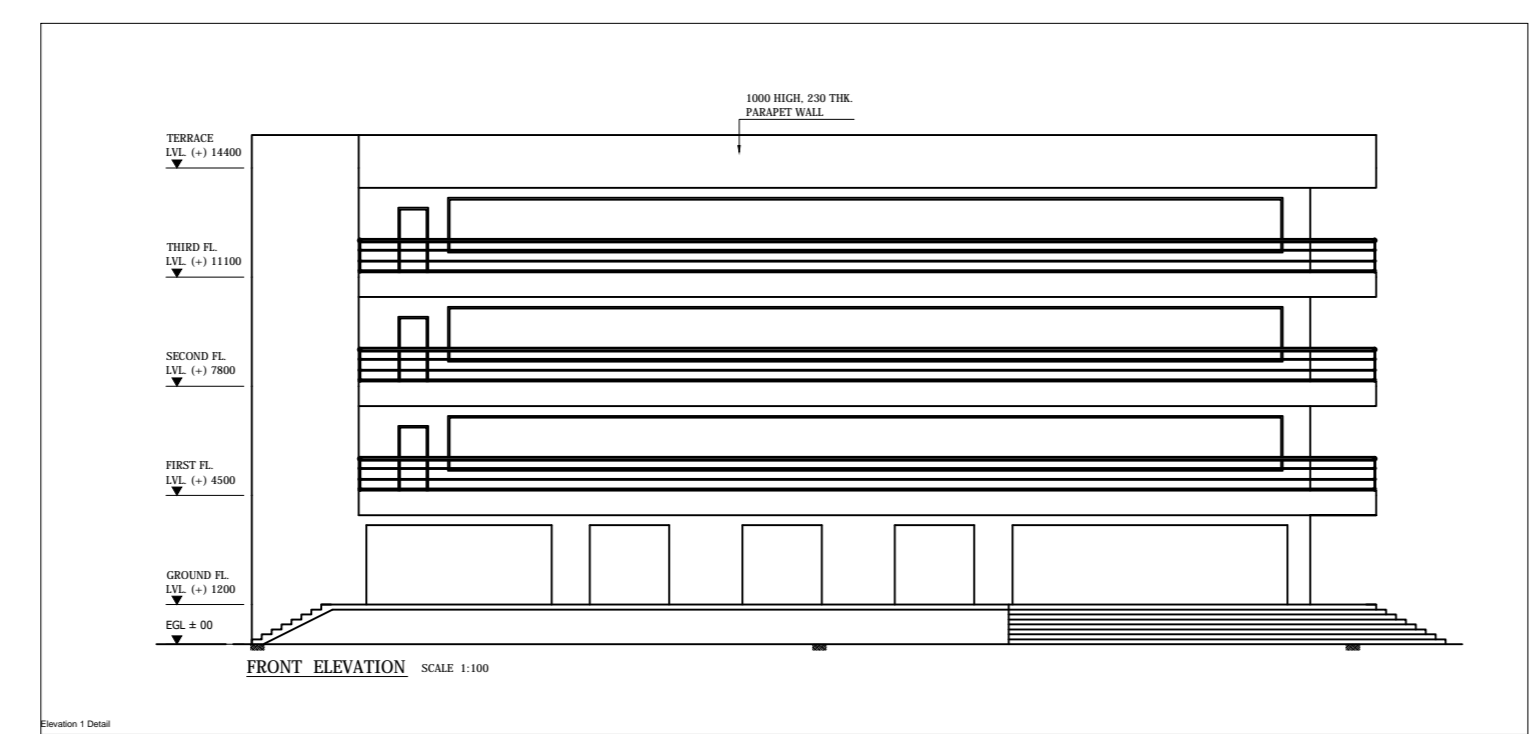 1000 HIGH, 230 THK.
PARAPET WALL
TERRACE
LVL. (+) 14400
THIRD FL.
LVL. (+) 11100
SECOND FL.
LVL. (+) 7800
FIRST FL.
LVL. (+) 4500
GROUND FL.
LVL. (+) 1200
EGL ± 00
FRONT ELEVATION SCALE 1:100
Elevation 1 Detail